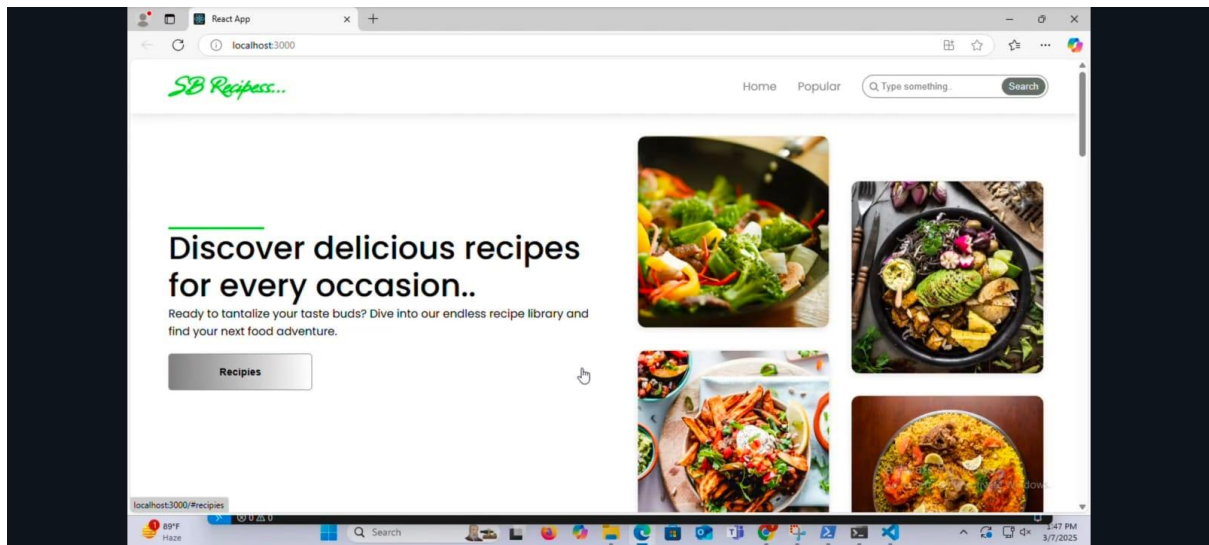 React App
localhost:3000
SB Recipess...
Home Popular Type something.. Search
Discover delicious recipes
for every occasion..
Ready to tantalize your taste buds? Dive into our endless recipe library and
find your next food adventure.
Recipies
localhost:3000/#recipies
89°F
Haze
0 0
Search
1:47 PM
3/7/2025